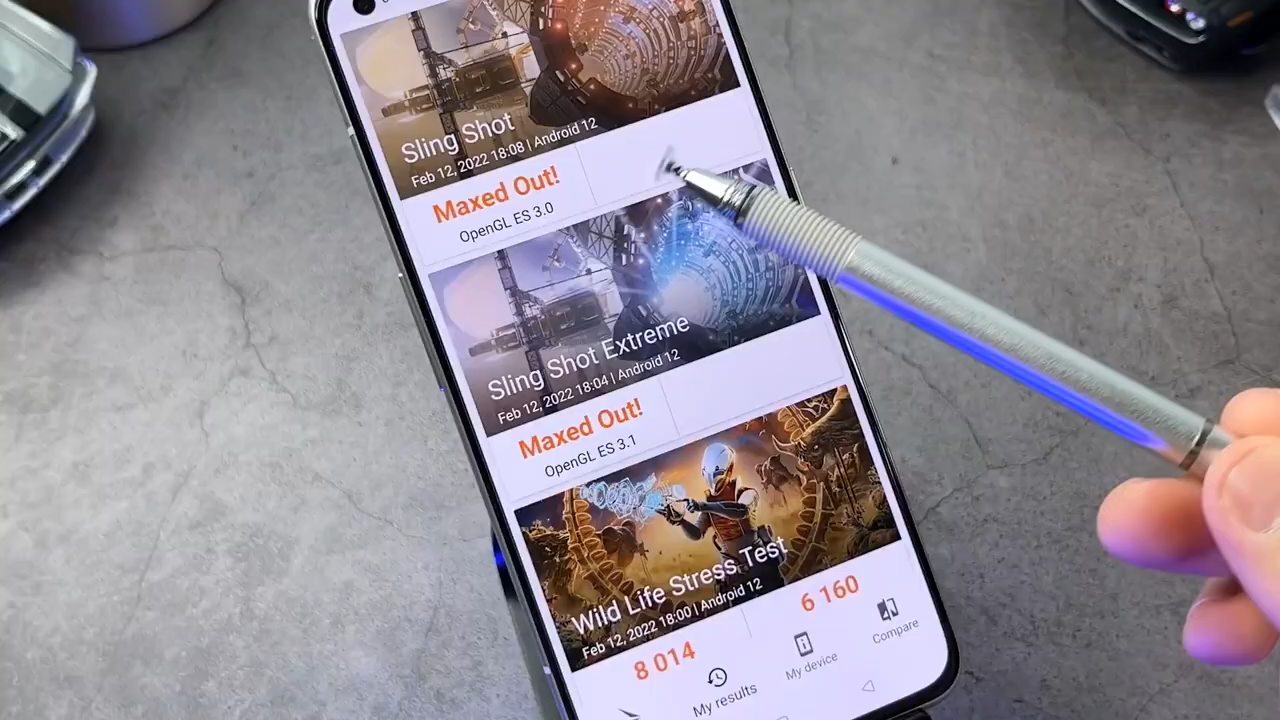 Sling Shot
Feb 12, 2022 18:08 | Android 12
Maxed Out!
OpenGL ES 3.0
Sling Shot Extreme
Feb 12, 2022 18:04 | Android 12
Maxed Out!
OpenGL ES 3.1
Wild Life Stress Test
Feb 12, 2022 18:00 | Android 12
8 014
6 160
My results
My device
Compare